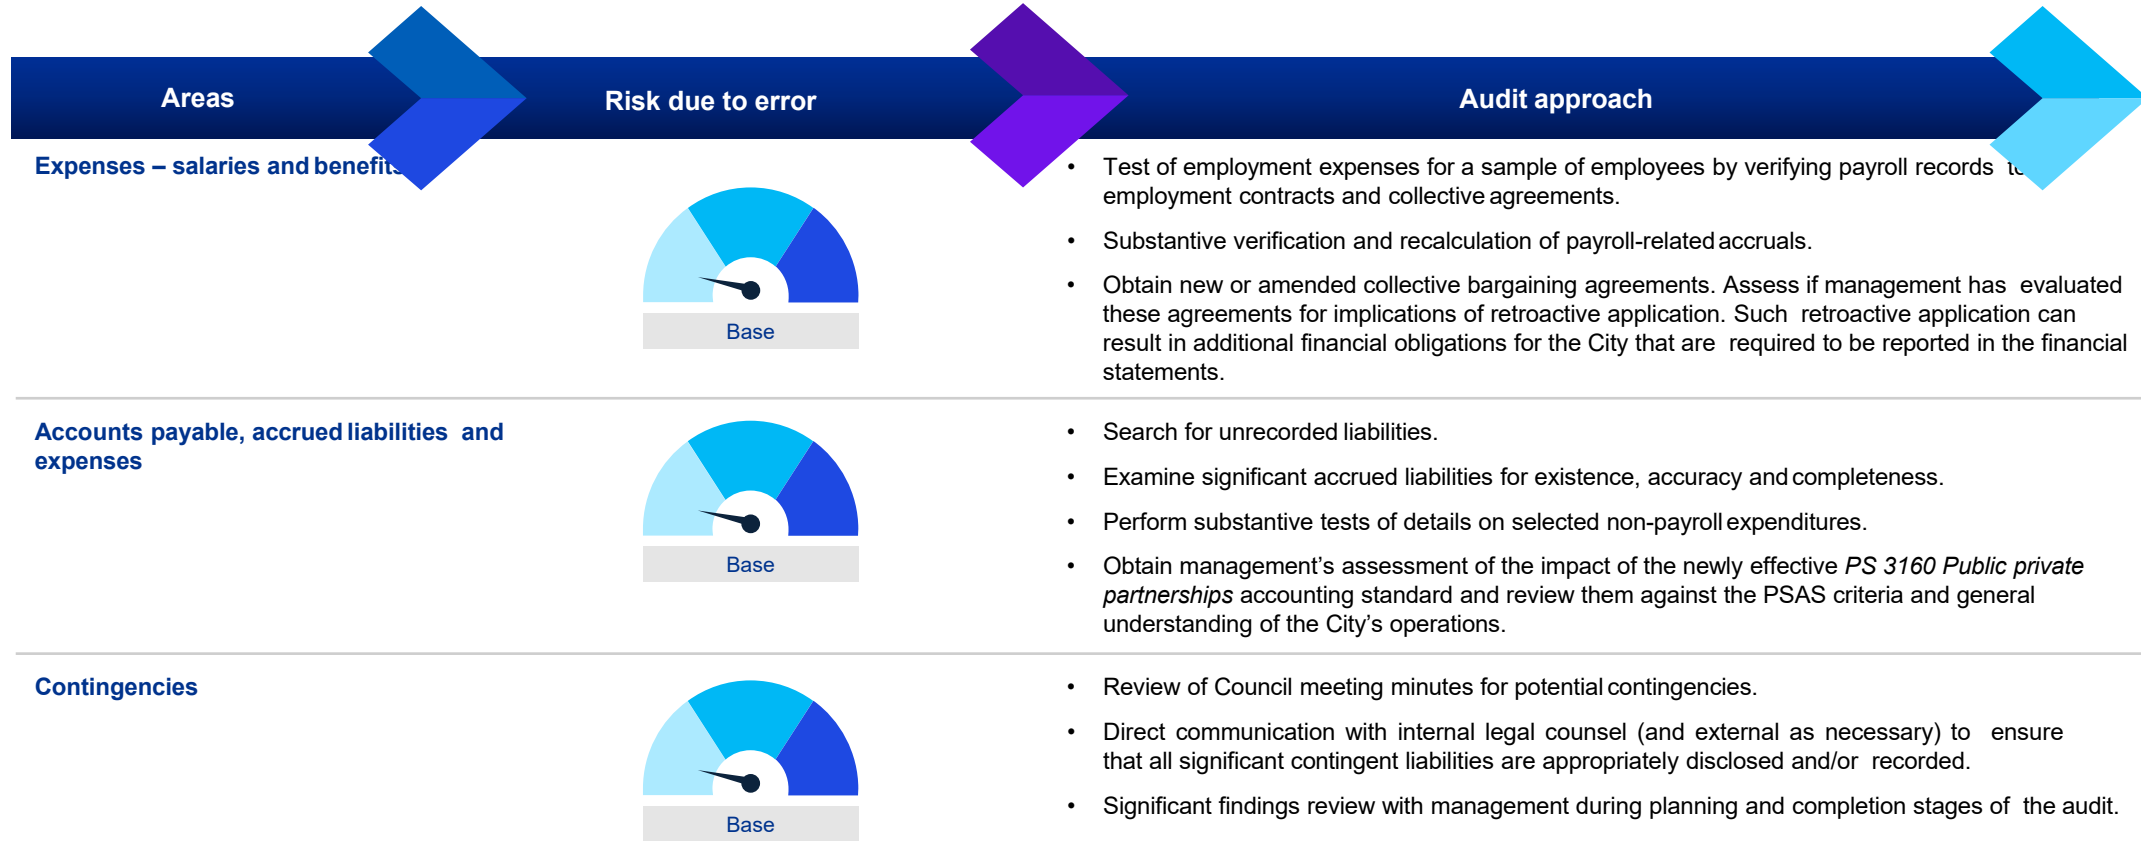 Areas
Risk due to error
Audit approach
Expenses – salaries and benefits
Base
• Test of employment expenses for a sample of employees by verifying payroll records to
employment contracts and collective agreements.
• Substantive verification and recalculation of payroll-related accruals.
• Obtain new or amended collective bargaining agreements. Assess if management has evaluated
these agreements for implications of retroactive application. Such retroactive application can
result in additional financial obligations for the City that are required to be reported in the financial
statements.
Accounts payable, accrued liabilities and
expenses
Base
• Search for unrecorded liabilities.
• Examine significant accrued liabilities for existence, accuracy and completeness.
• Perform substantive tests of details on selected non-payroll expenditures.
• Obtain management’s assessment of the impact of the newly effective PS 3160 Public private
partnerships accounting standard and review them against the PSAS criteria and general
understanding of the City’s operations.
Contingencies
Base
• Review of Council meeting minutes for potential contingencies.
• Direct communication with internal legal counsel (and external as necessary) to ensure
that all significant contingent liabilities are appropriately disclosed and/or recorded.
• Significant findings review with management during planning and completion stages of the audit.